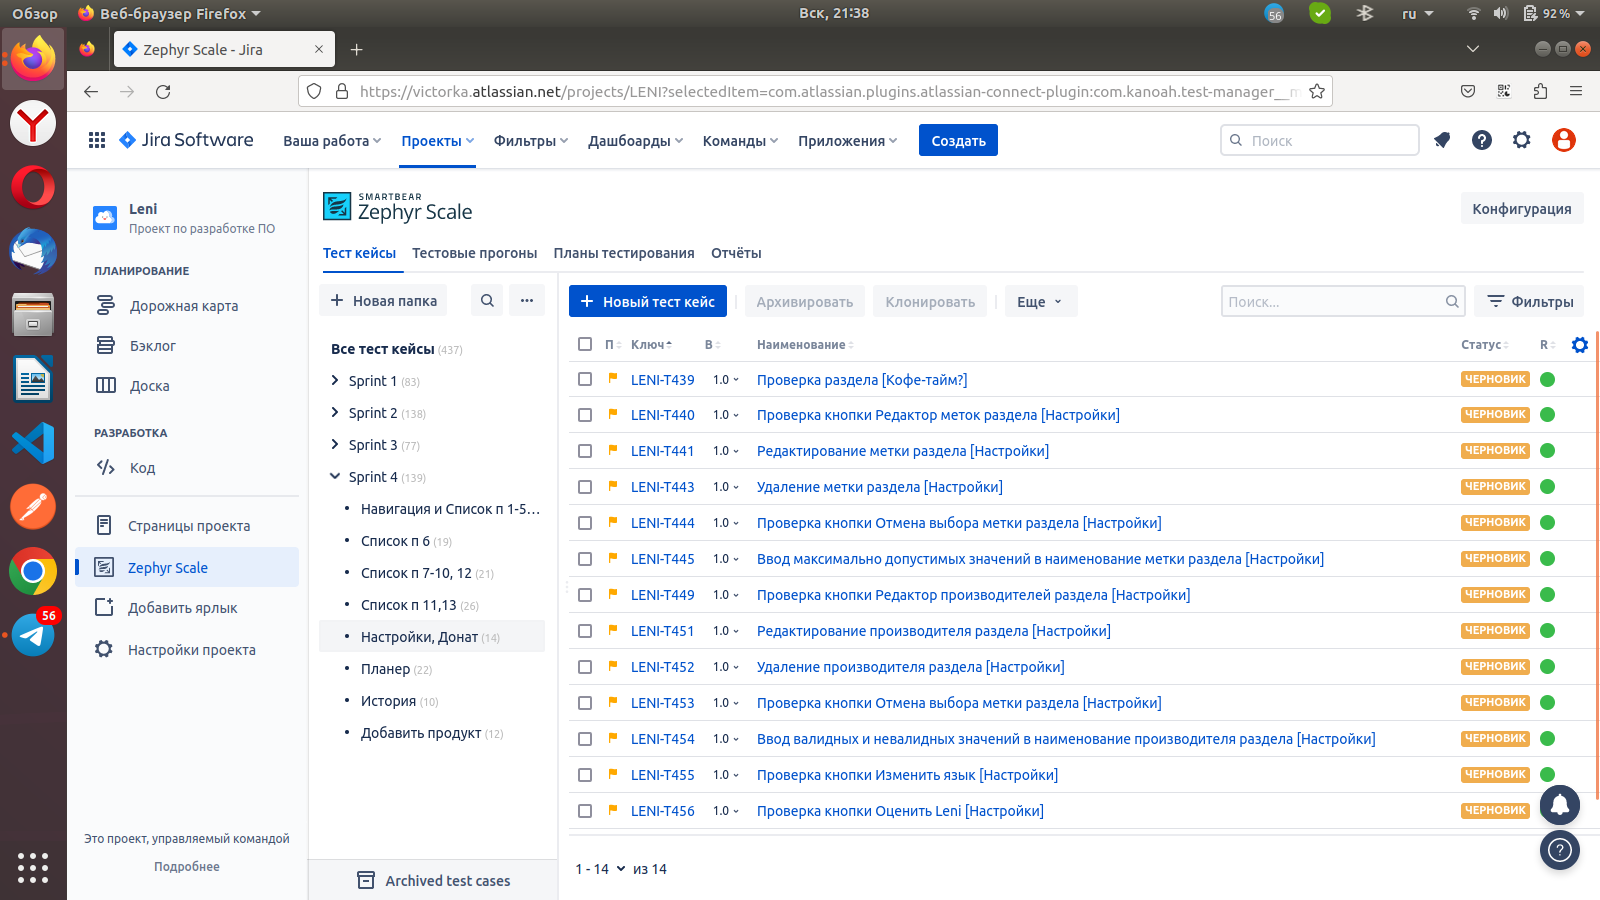 Обзор Веб-браузер Firefox Вск, 21:38 56 ru 92 %
Zephyr Scale - Jira
https://victorka.atlassian.net/projects/LENI?selectedItem=com.atlassian.plugins.atlassian-connect-plugin:com.kanoah.test-manager__m
Jira Software Ваша работа Проекты Фильтры Дашборды Команды Приложения Создать Поиск
Leni
Проект по разработке ПО
ПЛАНИРОВАНИЕ
Дорожная карта
Бэклог
Доска
РАЗРАБОТКА
Код
Страницы проекта
Zephyr Scale
Добавить ярлык
Настройки проекта
Это проект, управляемый командой
Подробнее
56
SMARTBEAR
Zephyr Scale
Конфигурация
Тест кейсы Тестовые прогоны Планы тестирования Отчёты
+ Новая папка ···
Все тест кейсы (437)
Sprint 1 (83)
Sprint 2 (138)
Sprint 3 (77)
Sprint 4 (139)
• Навигация и Список п 1-5...
• Список п 6 (19)
• Список п 7-10, 12 (21)
• Список п 11,13 (26)
• Настройки, Донат (14)
• Планер (22)
• История (10)
• Добавить продукт (12)
Archived test cases
+ Новый тест кейс Архивировать Клонировать Еще Поиск... Фильтры
П Ключ В Наименование Статус R
LENI-T439 1.0 Проверка раздела [Кофе-тайм?] ЧЕРНОВИК
LENI-T440 1.0 Проверка кнопки Редактор меток раздела [Настройки] ЧЕРНОВИК
LENI-T441 1.0 Редактирование метки раздела [Настройки] ЧЕРНОВИК
LENI-T443 1.0 Удаление метки раздела [Настройки] ЧЕРНОВИК
LENI-T444 1.0 Проверка кнопки Отмена выбора метки раздела [Настройки] ЧЕРНОВИК
LENI-T445 1.0 Ввод максимально допустимых значений в наименование метки раздела [Настройки] ЧЕРНОВИК
LENI-T449 1.0 Проверка кнопки Редактор производителей раздела [Настройки] ЧЕРНОВИК
LENI-T451 1.0 Редактирование производителя раздела [Настройки] ЧЕРНОВИК
LENI-T452 1.0 Удаление производителя раздела [Настройки] ЧЕРНОВИК
LENI-T453 1.0 Проверка кнопки Отмена выбора метки раздела [Настройки] ЧЕРНОВИК
LENI-T454 1.0 Ввод валидных и невалидных значений в наименование производителя раздела [Настройки] ЧЕРНОВИК
LENI-T455 1.0 Проверка кнопки Изменить язык [Настройки] ЧЕРНОВИК
LENI-T456 1.0 Проверка кнопки Оценить Leni [Настройки] ЧЕРНОВИК
1 - 14 из 14